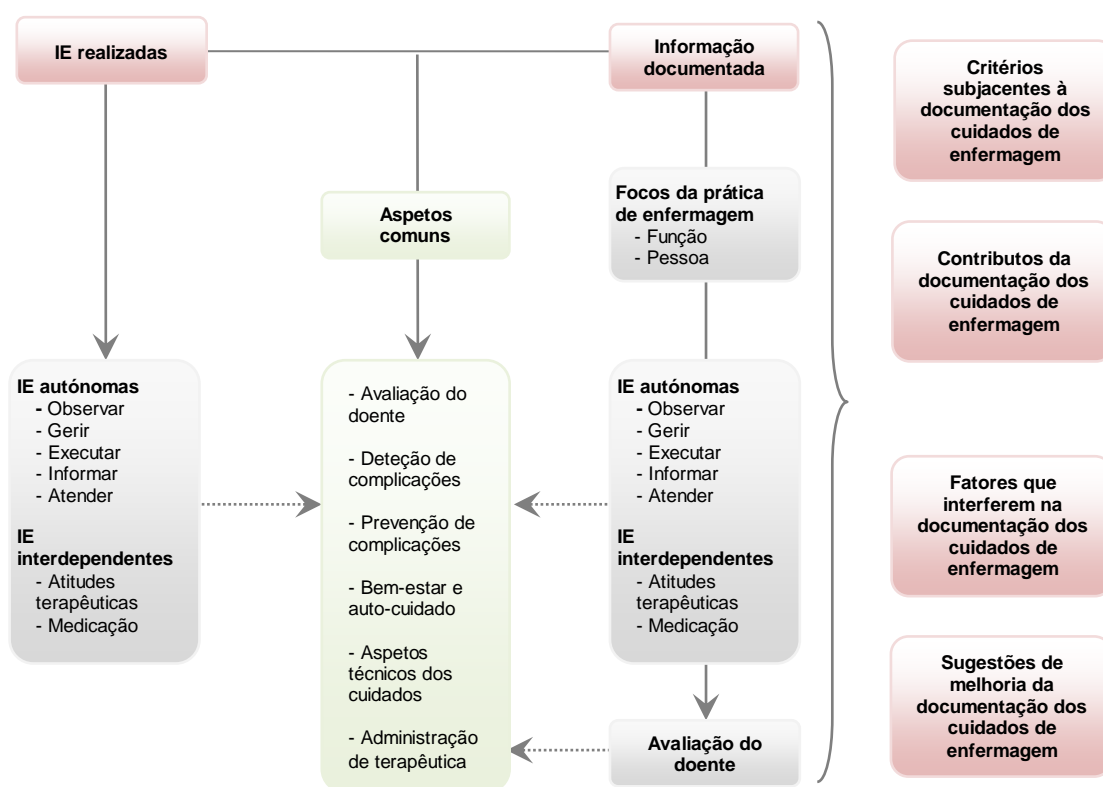 IE realizadas
Informação
documentada
Aspetos
comuns
Focos da prática
de enfermagem
- Função
- Pessoa
IE autónomas
- Observar
- Gerir
- Executar
- Informar
- Atender
IE
interdependentes
- Atitudes
terapêuticas
- Medicação
- Avaliação do
doente
- Deteção de
complicações
- Prevenção de
complicações
- Bem-estar e
auto-cuidado
- Aspetos
técnicos dos
cuidados
- Administração
de terapêutica
IE autónomas
- Observar
- Gerir
- Executar
- Informar
- Atender
IE
interdependentes
- Atitudes
terapêuticas
- Medicação
Avaliação do
doente
Critérios
subjacentes à
documentação dos
cuidados de
enfermagem
Contributos da
documentação dos
cuidados de
enfermagem
Fatores que
interferem na
documentação dos
cuidados de
enfermagem
Sugestões de
melhoria da
documentação dos
cuidados de
enfermagem